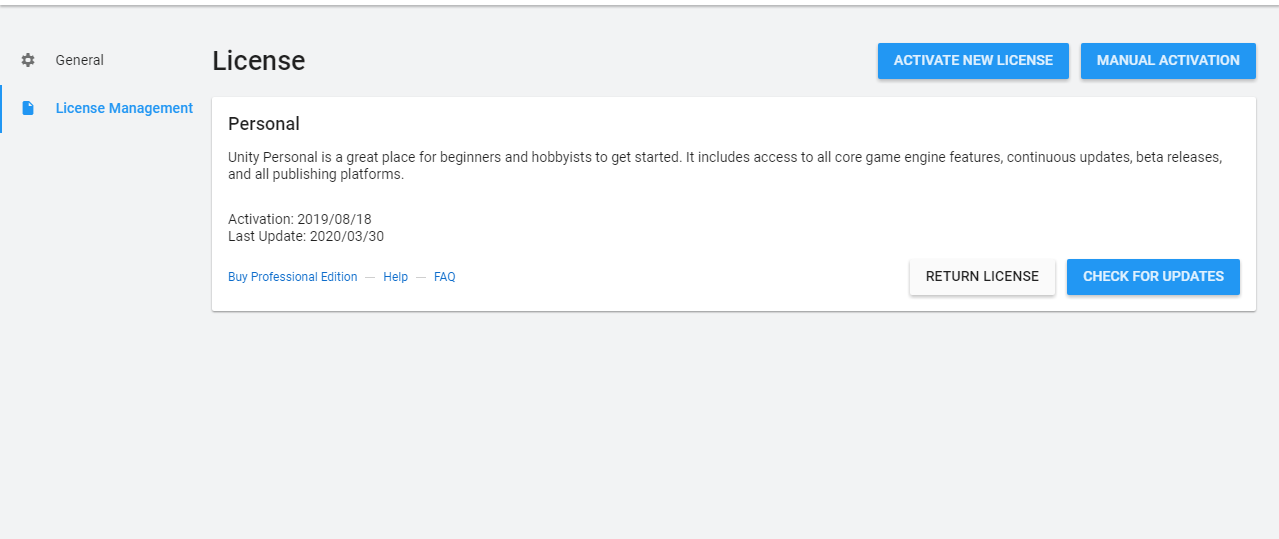 General
License Management
License
ACTIVATE NEW LICENSE
MANUAL ACTIVATION
Personal
Unity Personal is a great place for beginners and hobbyists to get started. It includes access to all core game engine features, continuous updates, beta releases,
and all publishing platforms.
Activation: 2019/08/18
Last Update: 2020/03/30
Buy Professional Edition — Help — FAQ
RETURN LICENSE
CHECK FOR UPDATES